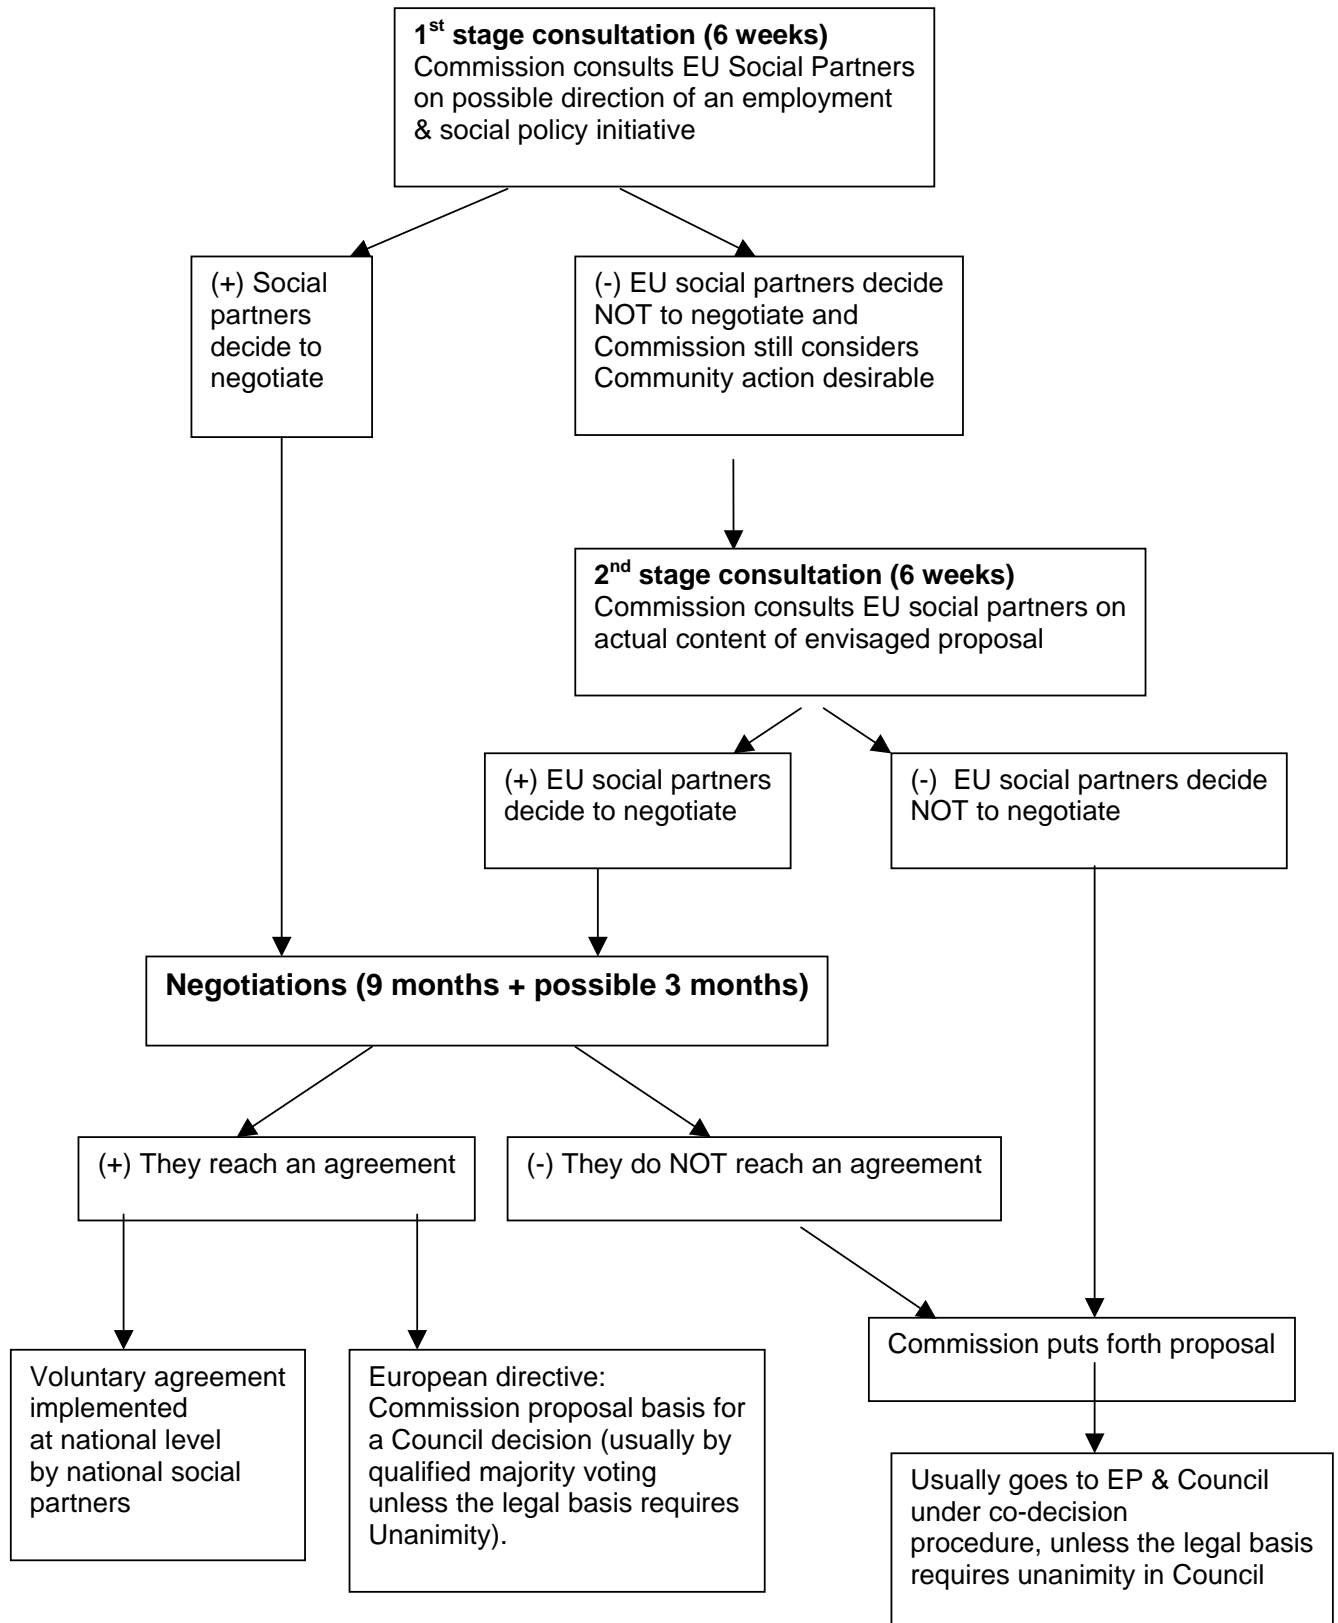 1st stage consultation (6 weeks)
Commission consults EU Social Partners
on possible direction of an employment
& social policy initiative
(+) Social
partners
decide to
negotiate
(-) EU social partners decide
NOT to negotiate and
Commission still considers
Community action desirable
2nd stage consultation (6 weeks)
Commission consults EU social partners on
actual content of envisaged proposal
(+) EU social partners
decide to negotiate
(-) EU social partners decide
NOT to negotiate
Negotiations (9 months + possible 3 months)
(+) They reach an agreement
(-) They do NOT reach an agreement
Commission puts forth proposal
Voluntary agreement
implemented
at national level
by national social
partners
European directive:
Commission proposal basis for
a Council decision (usually by
qualified majority voting
unless the legal basis requires
Unanimity).
Usually goes to EP & Council
under co-decision
procedure, unless the legal basis
requires unanimity in Council